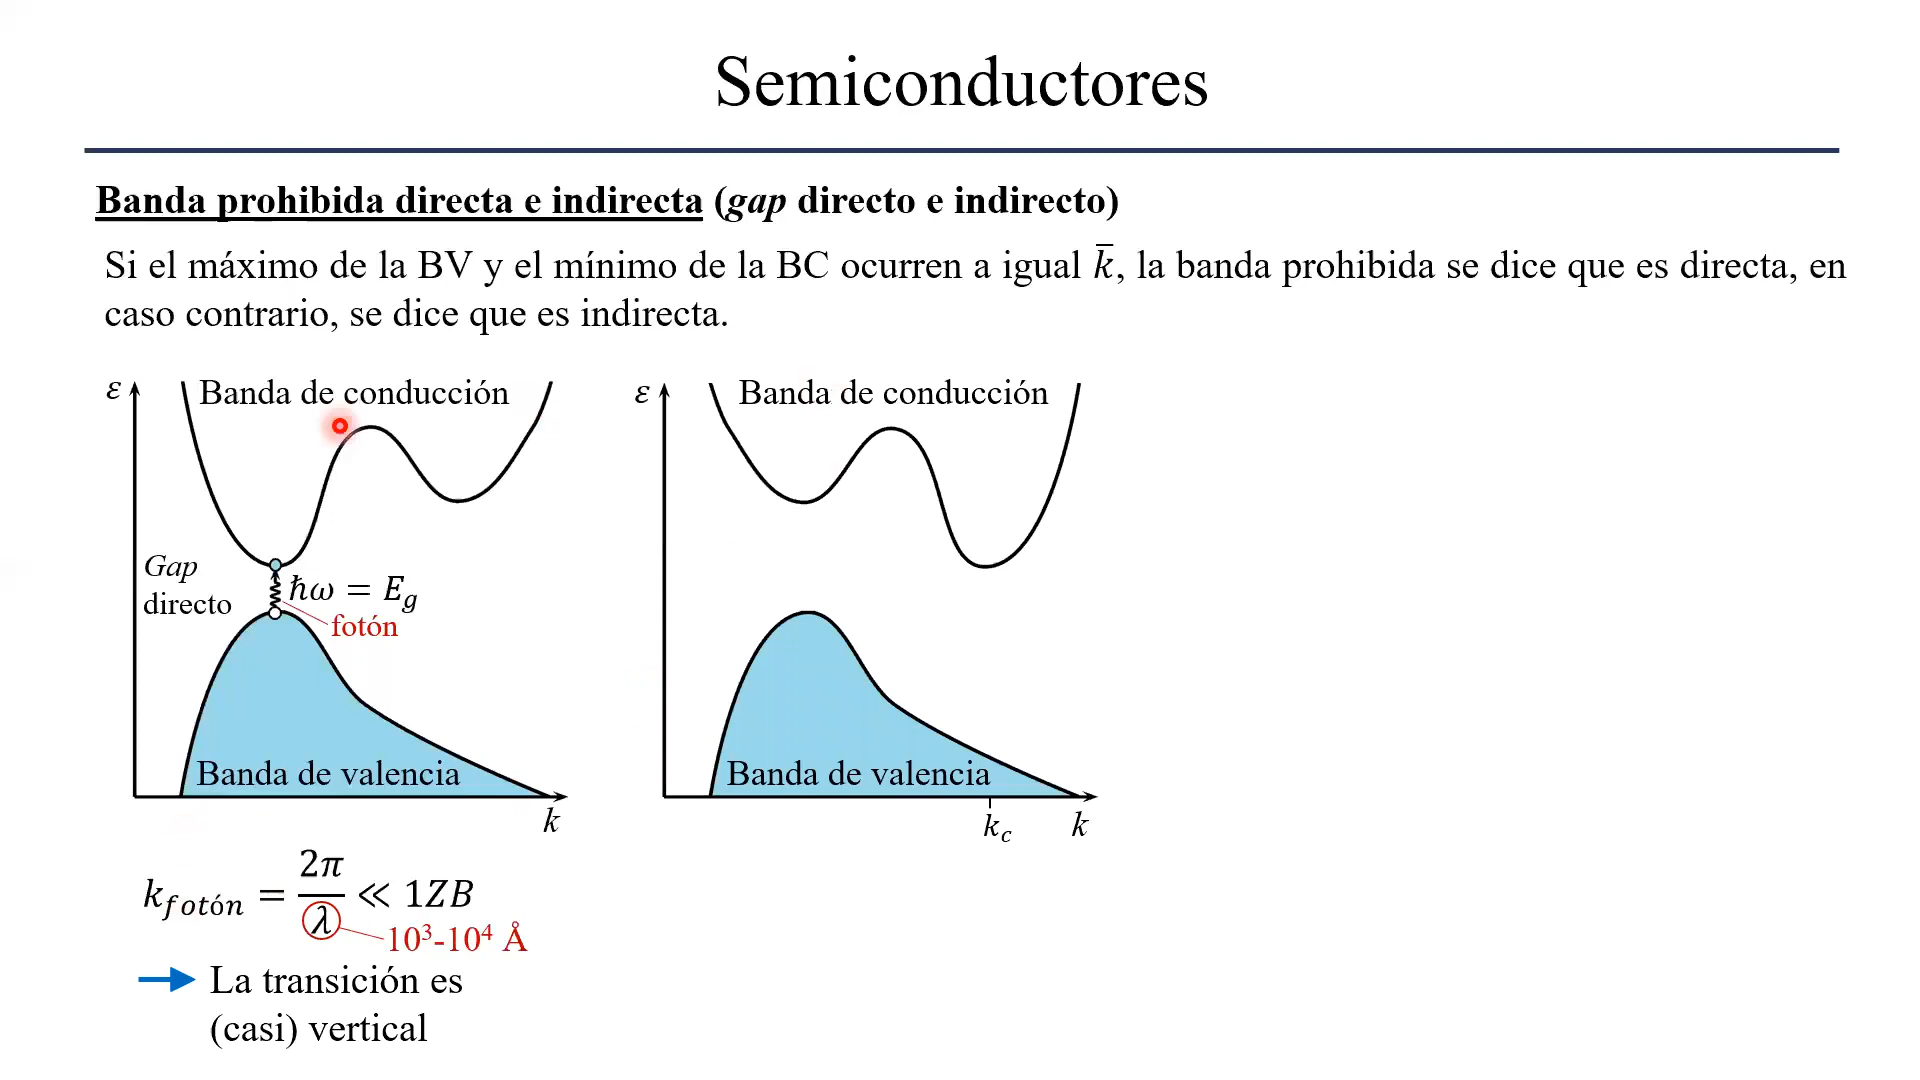 Semiconductores
Banda prohibida directa e indirecta (gap directo e indirecto)
Si el máximo de la BV y el mínimo de la BC ocurren a igual k̅, la banda prohibida se dice que es directa, en
caso contrario, se dice que es indirecta.
ε
Banda de conducción
Gap
directo
ħω = E_g
fotón
Banda de valencia
k
ε
Banda de conducción
Banda de valencia
k_c
k
k_fotón = 2π/λ ≪ 1ZB
10³-10⁴ Å
La transición es
(casi) vertical